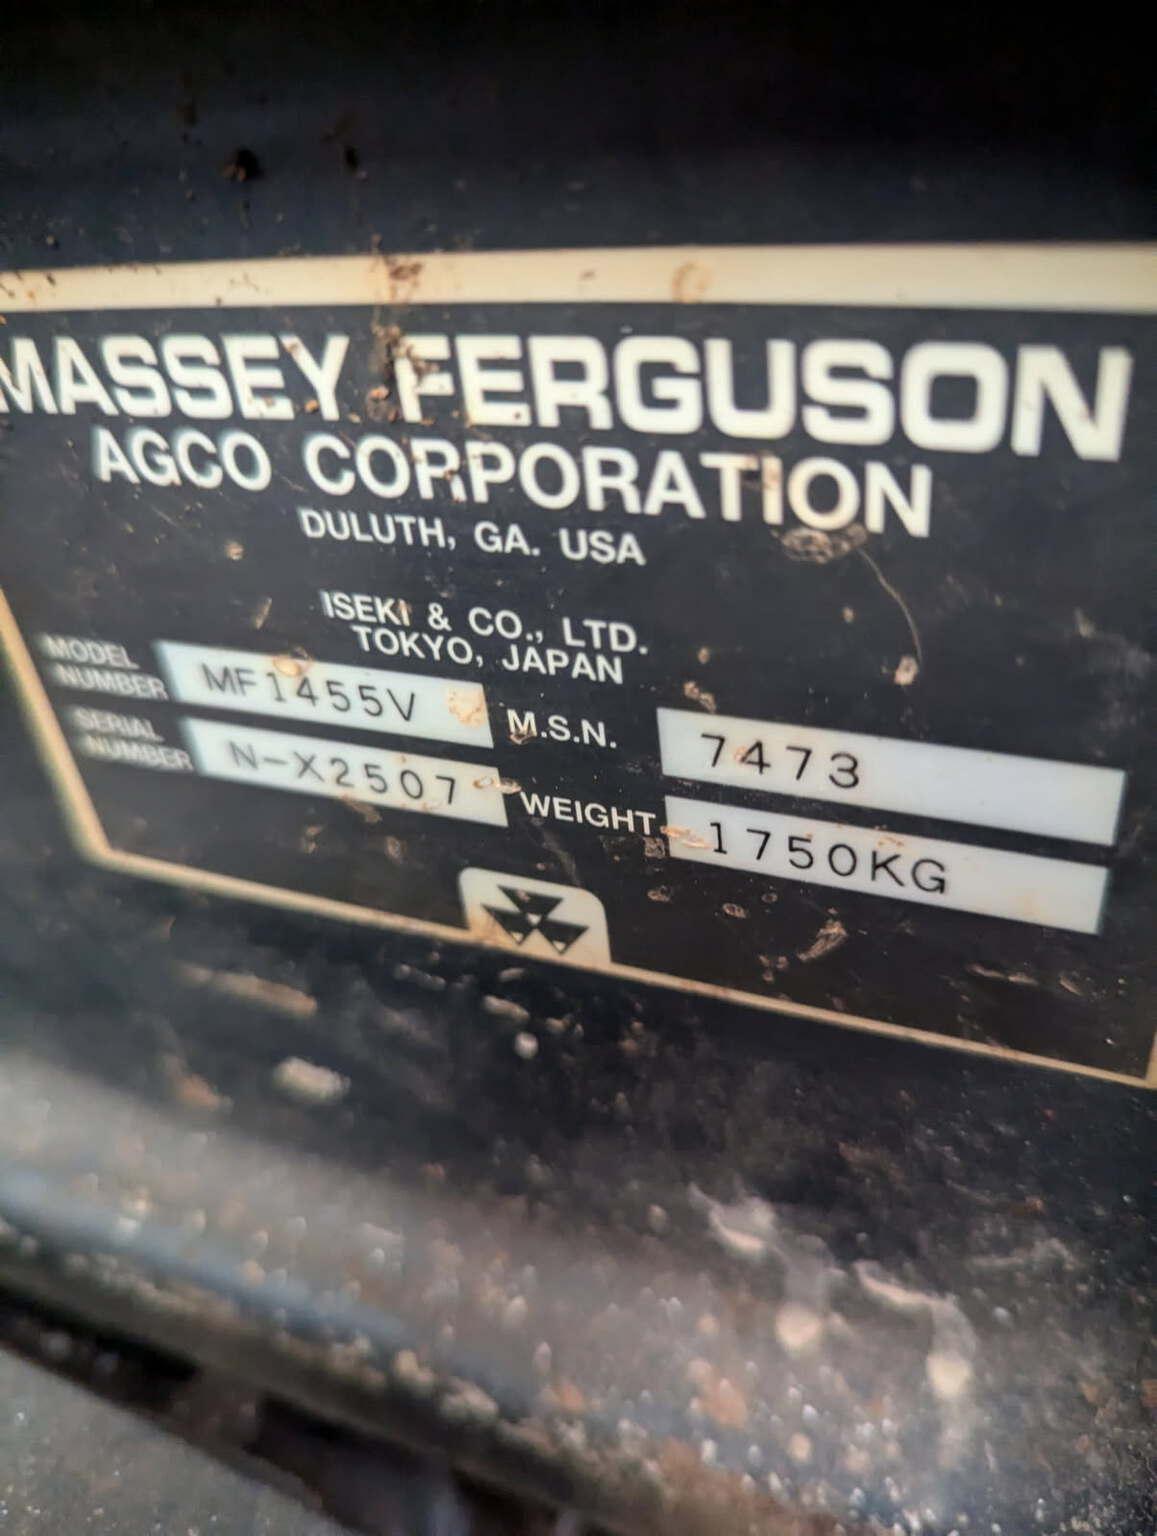 MASSEY FERGUSON
AGCO CORPORATION
DULUTH, GA. USA
ISEKI & CO., LTD.
TOKYO, JAPAN
MODEL NUMBER MF1455V M.S.N. 7473
SERIAL NUMBER N-X2507 WEIGHT 1750KG